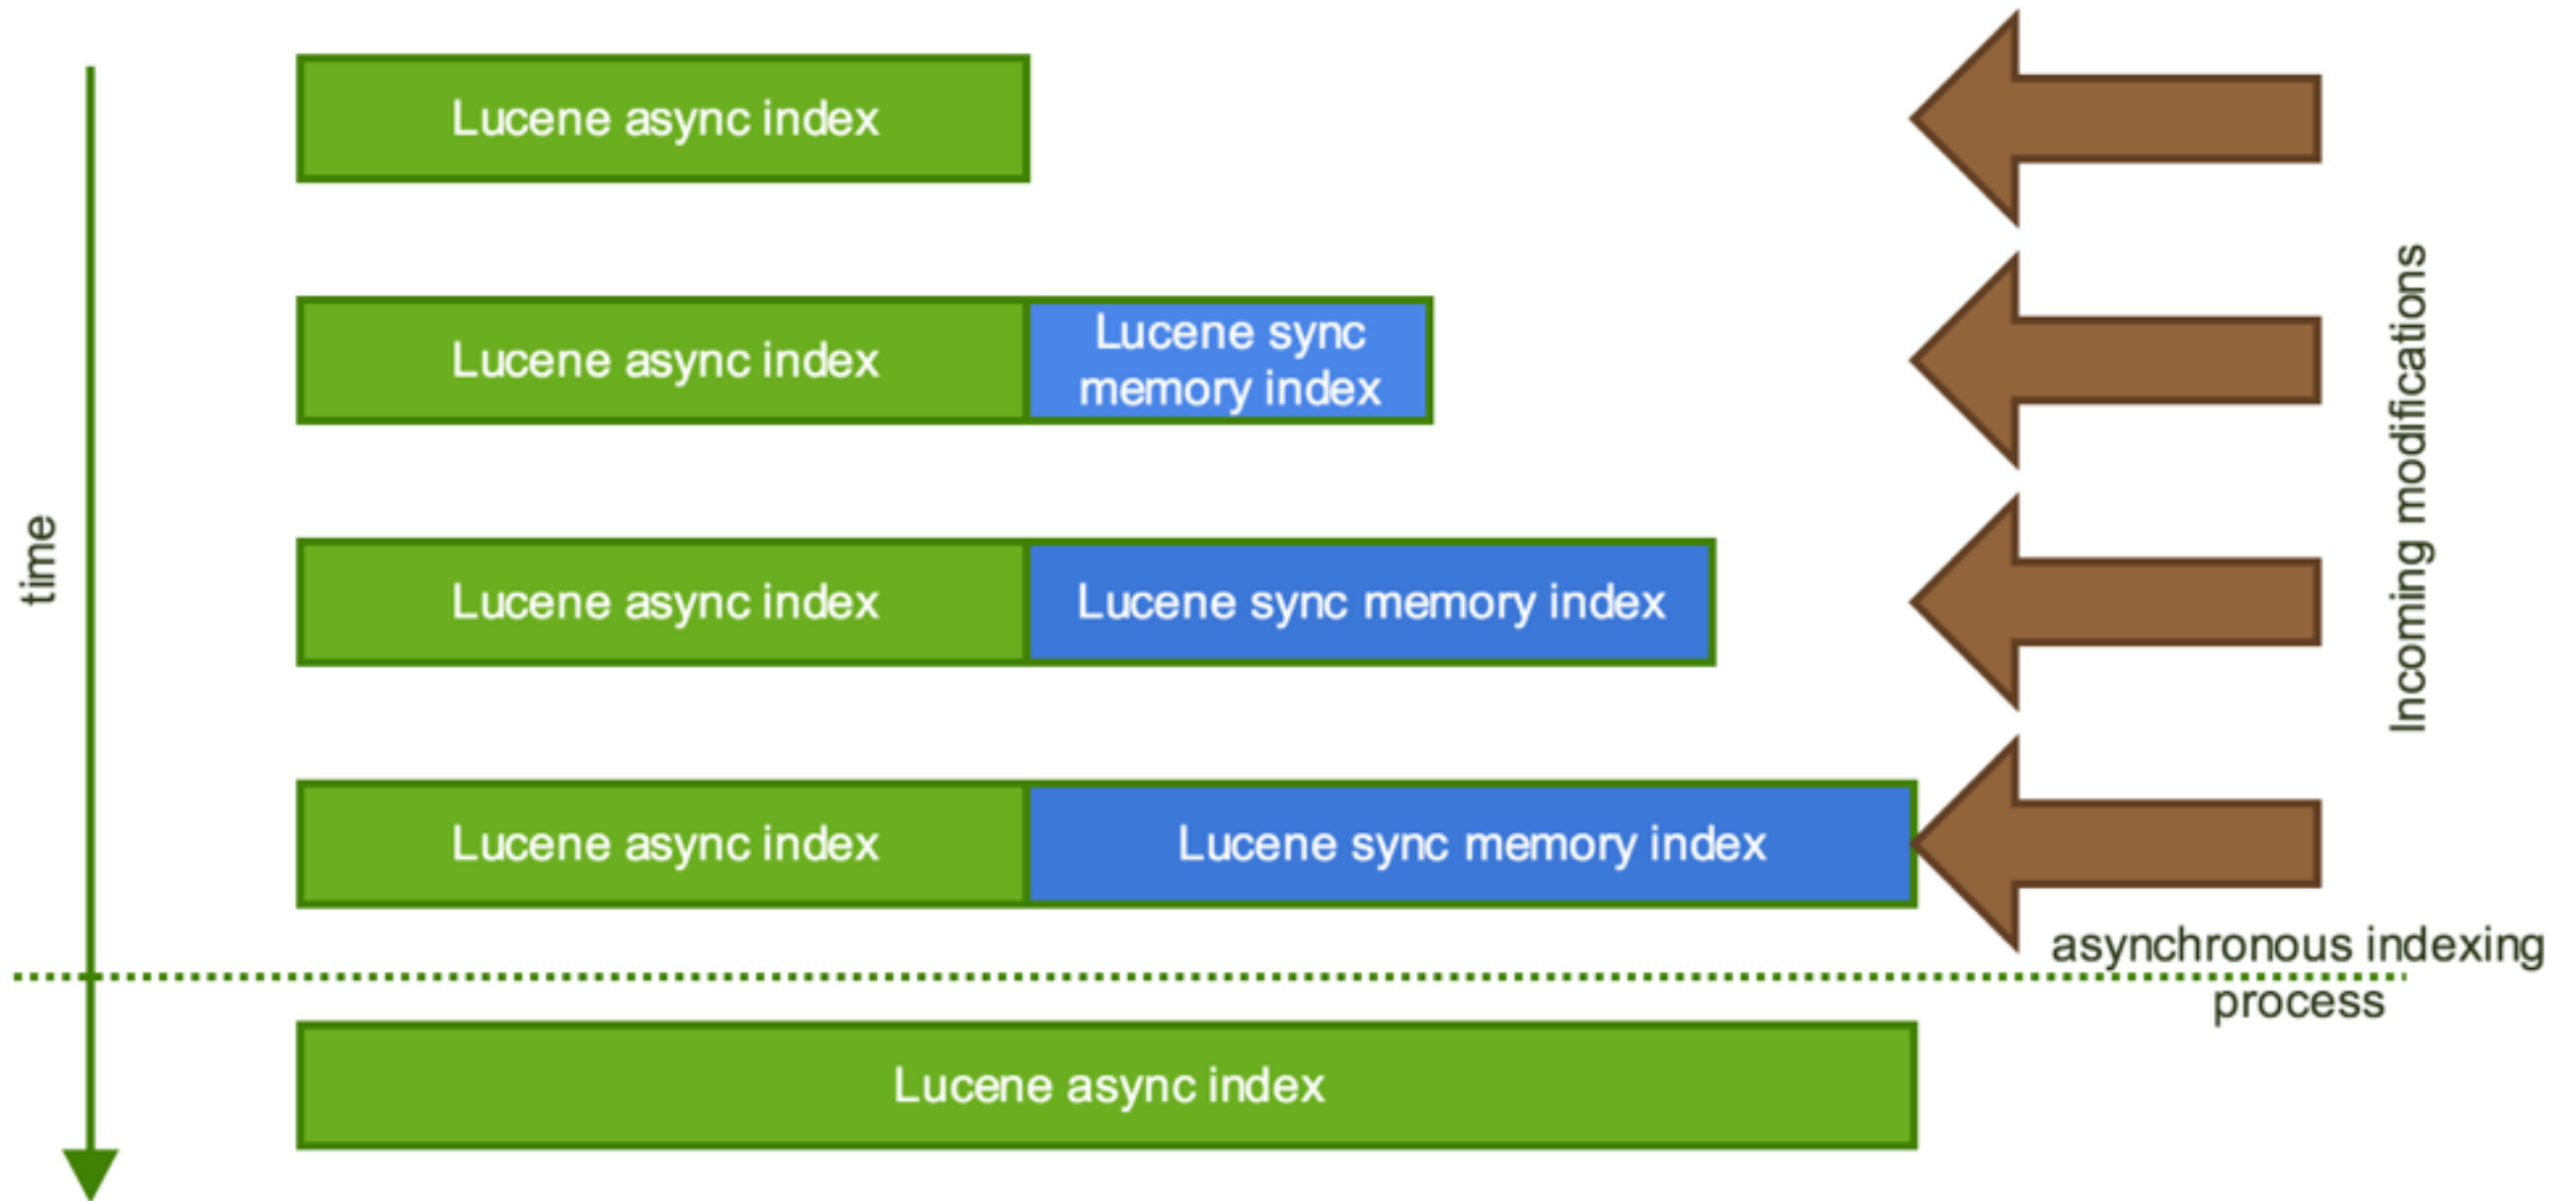 Lucene async index
Lucene async index
Lucene sync
memory index
Lucene async index
Lucene sync memory index
Lucene async index
Lucene sync memory index
Lucene async index
time
Incoming modifications
asynchronous indexing
process